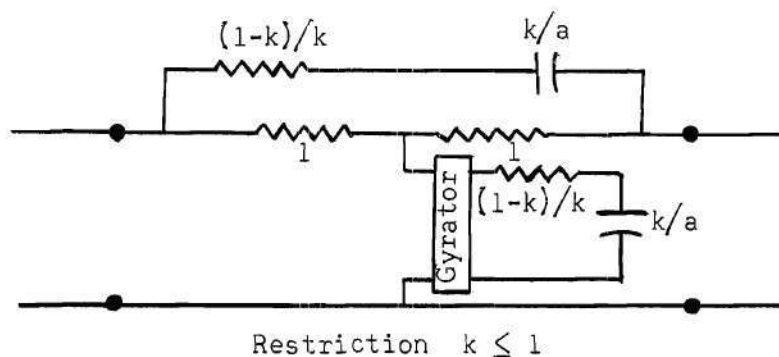 (1-k)/k
k/a
1
1
(1-k)/k
k/a
Gyrator
Restriction k ≤ 1